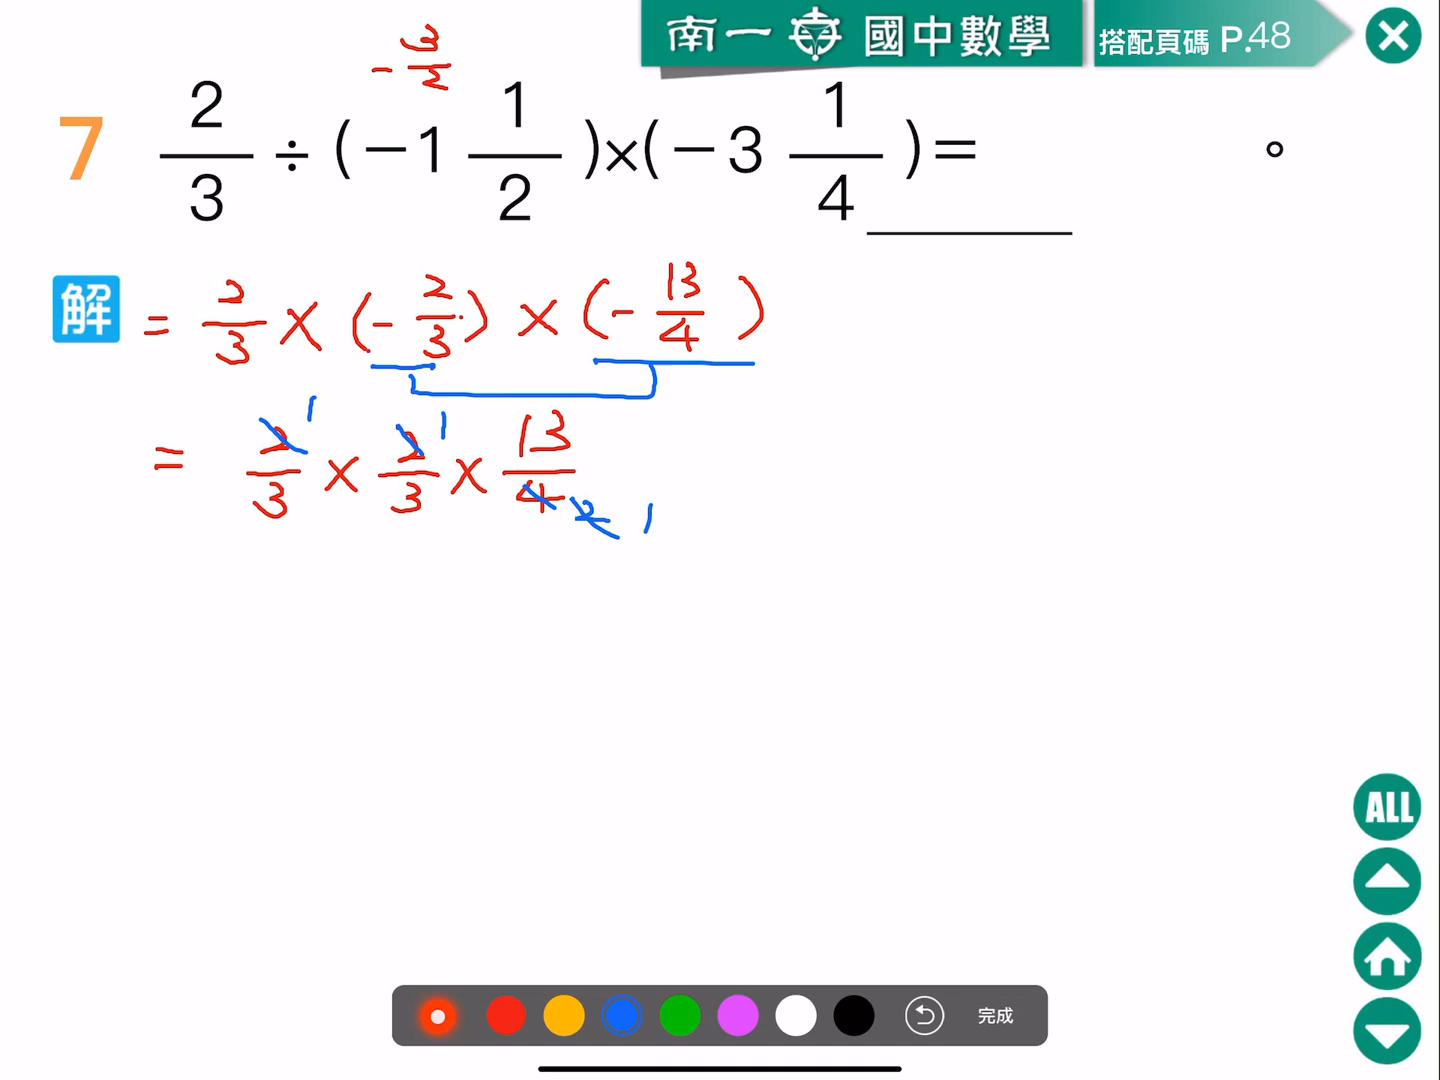 南一 國中數學 搭配頁碼 P.48
-3/2
7 2/3 ÷(-1 1/2)×(-3 1/4)=____。
解 = 2/3 × (-2/3) × (-13/4)
= 2/3 × 2/3 × 13/4
1 1 2 1
ALL
完成